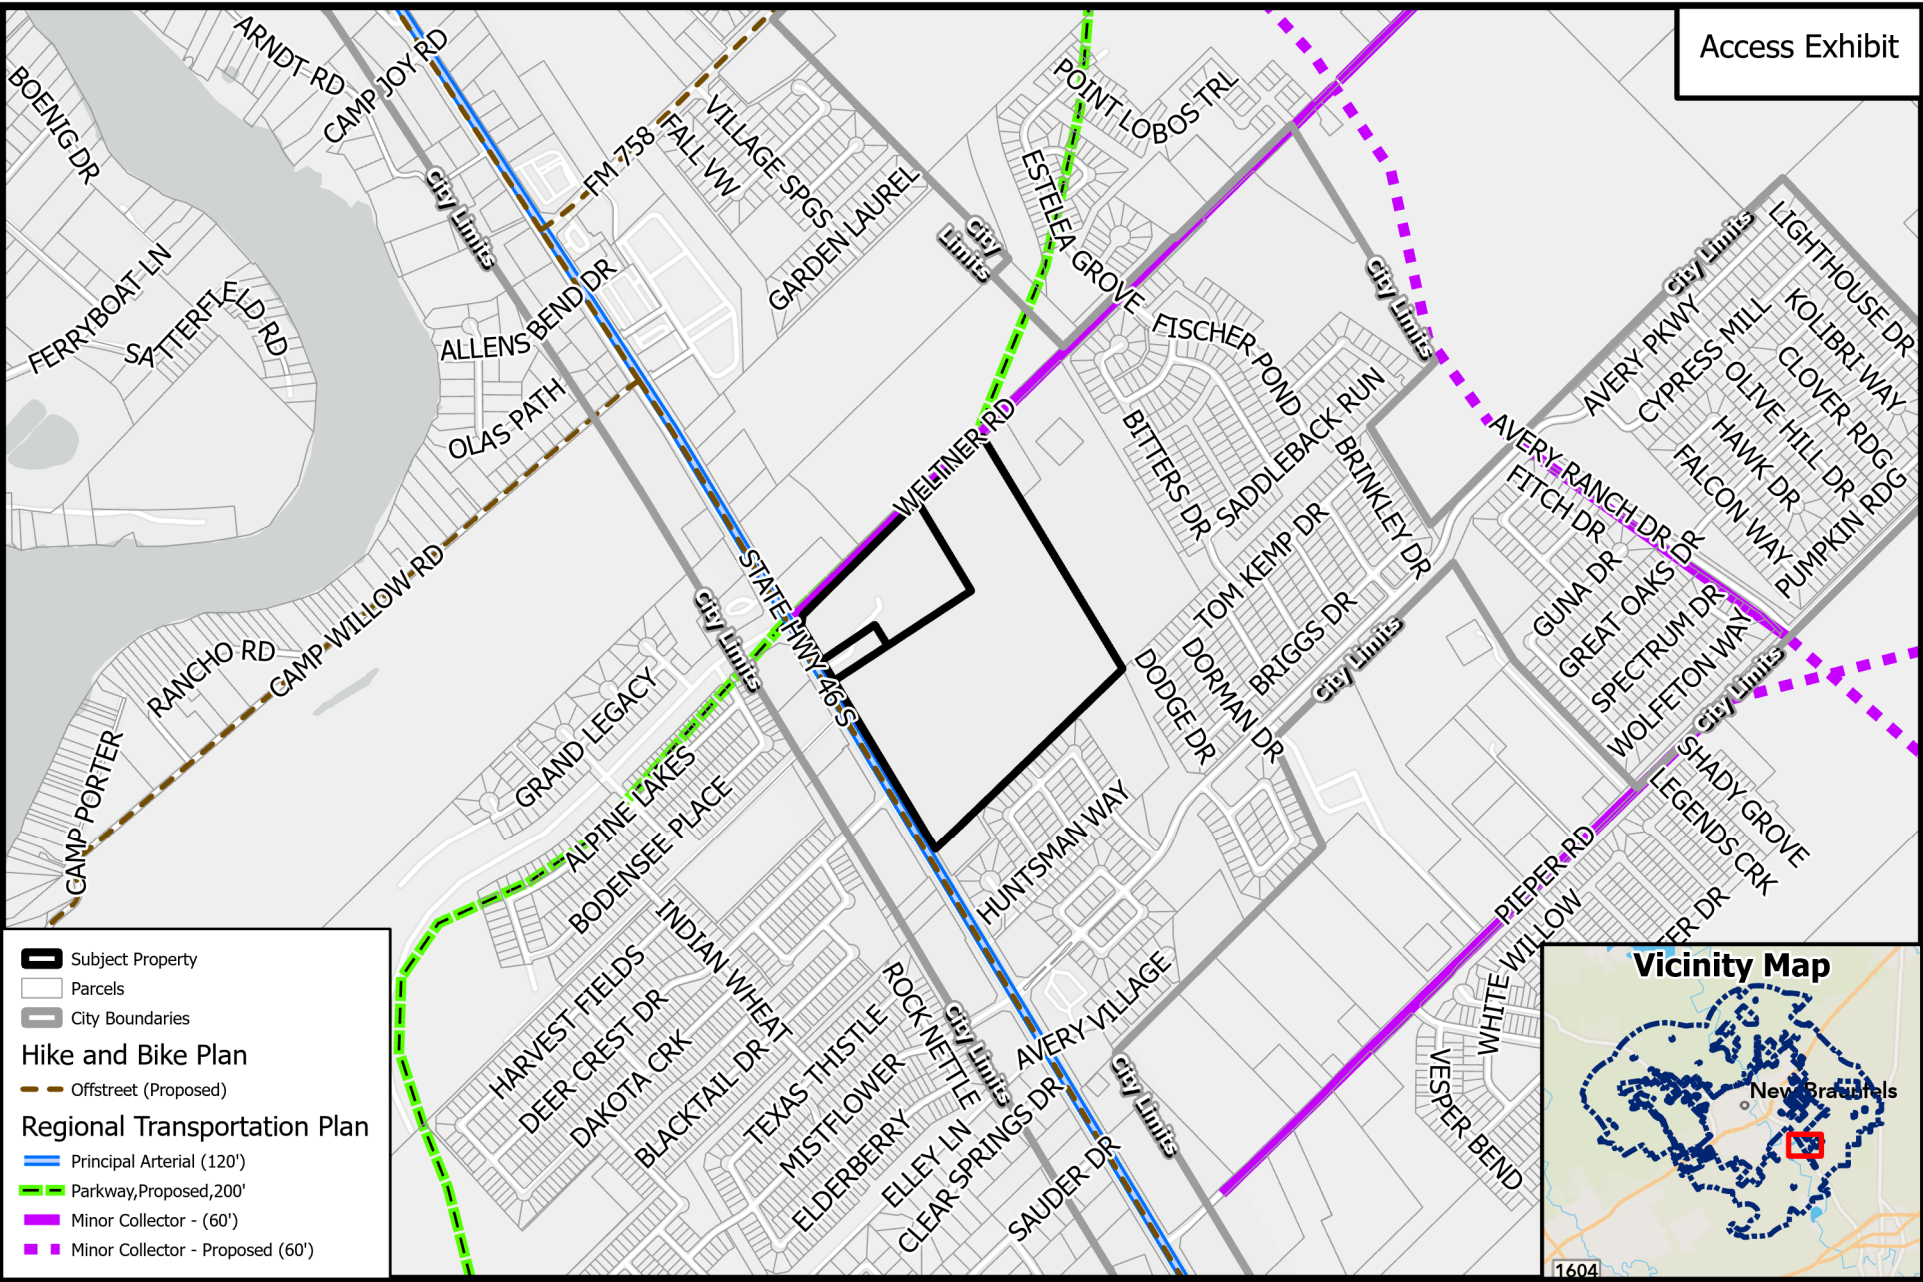 Access Exhibit
ARNDT RD
CAMP JOY RD
BOENIG DR
FM 758
FALL VW
VILLAGE SPGS
GARDEN LAUREL
POINT LOBOS TRL
ESTELEA GROVE
City Limits
City
Limits
City Limits
City Limits
LIGHTHOUSE DR
KOLIBRI WAY
AVERY PKWY
CYPRESS MILL
CLOVER RDG
OLIVE HILL DR
HAWK DR
FALCON WAY
PUMPKIN RDG
FERRYBOAT LN
SATTERFIELD RD
ALLENS BEND DR
OLAS PATH
FISCHER POND
SADDLEBACK RUN
BITTERS DR
BRINKLEY DR
WELTINER RD
AVERY RANCH DR
FITCH DR
GUNA DR
GREAT OAKS DR
SPECTRUM DR
WOLFETON WAY
TOM KEMP DR
BRIGGS DR
DORMAN DR
DODGE DR
City Limits
City Limits
City Limits
STATE HWY 46 S
CAMP WILLOW RD
RANCHO RD
CAMP PORTER
GRAND LEGACY
ALPINE LAKES
BODENSEE PLACE
HUNTSMAN WAY
SHADY GROVE
LEGENDS CRK
PIEPER RD
WHITE WILLOW
VESPER BEND
INDIAN WHEAT
HARVEST FIELDS
DEER CREST DR
DAKOTA CRK
BLACKTAIL DR
TEXAS THISTLE
MISTFLOWER
ELDERBERRY
ROCK NETTLE
City Limits
AVERY VILLAGE
City Limits
ELLEY LN
CLEAR SPRINGS DR
SAUDER DR
Subject Property
Parcels
City Boundaries
Hike and Bike Plan
Offstreet (Proposed)
Regional Transportation Plan
Principal Arterial (120')
Parkway,Proposed,200'
Minor Collector - (60')
Minor Collector - Proposed (60')
Vicinity Map
New Braunfels
1604